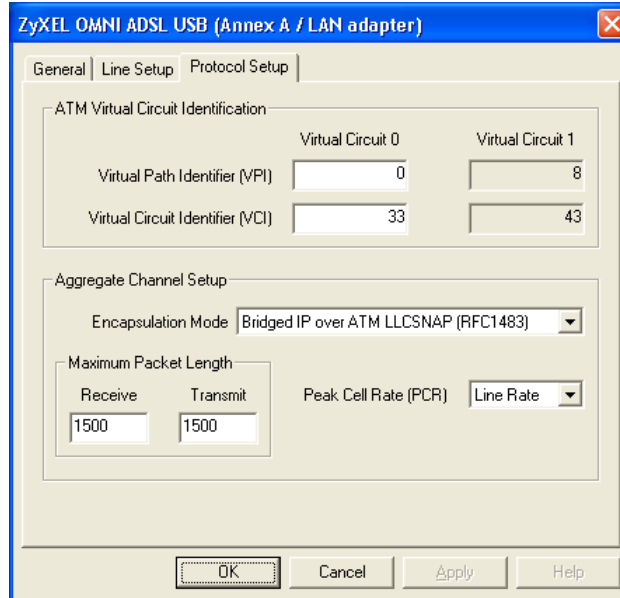 ZyXEL OMNI ADSL USB (Annex A / LAN adapter)
General Line Setup Protocol Setup
ATM Virtual Circuit Identification
Virtual Circuit 0 Virtual Circuit 1
Virtual Path Identifier (VPI) 0 8
Virtual Circuit Identifier (VCI) 33 43
Aggregate Channel Setup
Encapsulation Mode Bridged IP over ATM LLCSNAP (RFC1483)
Maximum Packet Length
Receive Transmit Peak Cell Rate (PCR) Line Rate
1500 1500
OK Cancel Apply Help